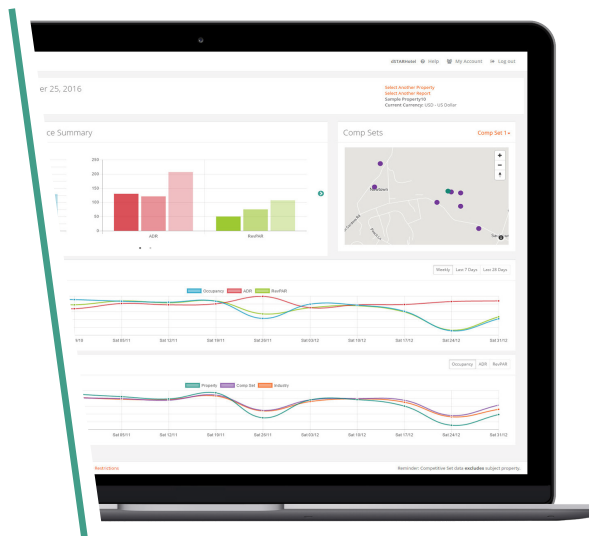 dSTARHotel Help My Account Log out
er 25, 2016
Select Another Property
Select Another Report
Sample Property10
Current Currency: USD - US Dollar
ce Summary
250
200
150
100
50
0
ADR RevPAR
Comp Sets Comp Set 1
+
−
Weekly Last 7 Days Last 28 Days
Occupancy ADR RevPAR
9/16 Sat 05/11 Sat 12/11 Sat 19/11 Sat 26/11 Sat 03/12 Sat 10/12 Sat 17/12 Sat 24/12 Sat 31/12
Occupancy ADR RevPAR
Property Comp Set Industry
Sat 05/11 Sat 12/11 Sat 19/11 Sat 26/11 Sat 03/12 Sat 10/12 Sat 17/12 Sat 24/12 Sat 31/12
Restrictions Reminder: Competitive Set data excludes subject property.